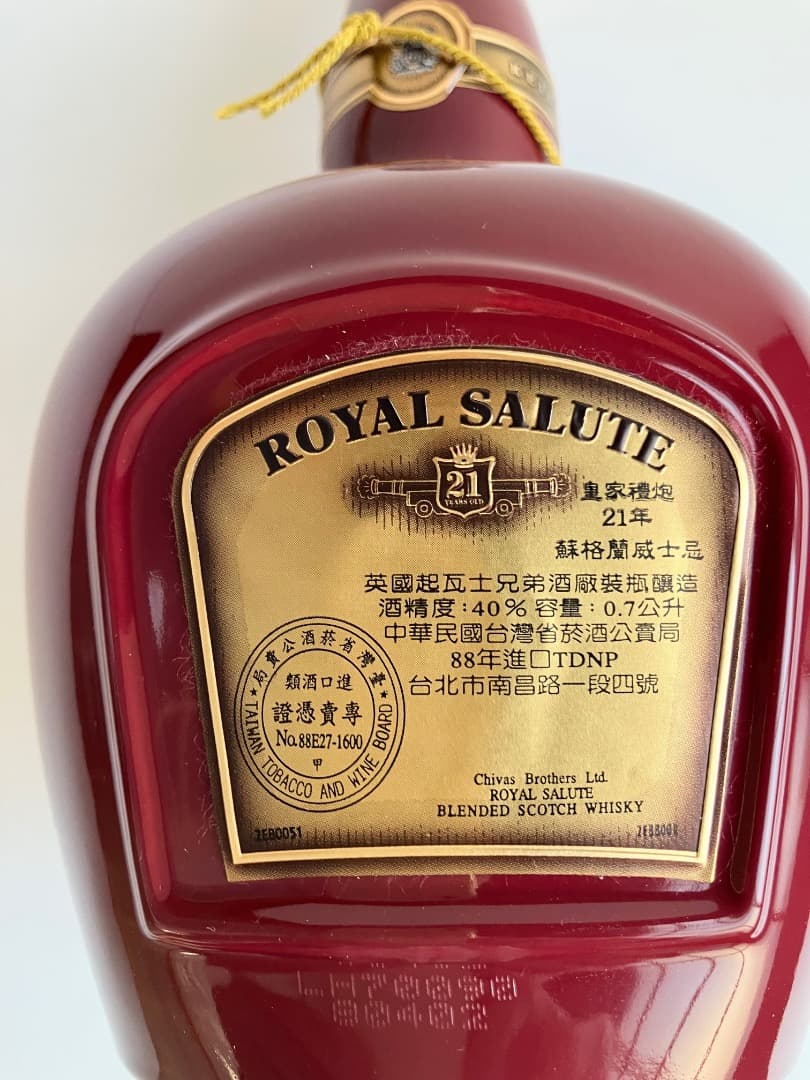 ROYAL SALUTE
21
YEARS OLD
皇家禮炮
21年
蘇格蘭威士忌
英國起瓦士兄弟酒廠裝瓶釀造
酒精度:40%容量:0.7公升
中華民國台灣省菸酒公賣局
88年進口TDNP
台北市南昌路一段四號
臺灣省菸酒公賣局
進口酒類
專賣憑證
No.88E27-1600
甲
TAIWAN TOBACCO AND WINE BOARD
Chivas Brothers Ltd.
ROYAL SALUTE
BLENDED SCOTCH WHISKY
ZEB0051